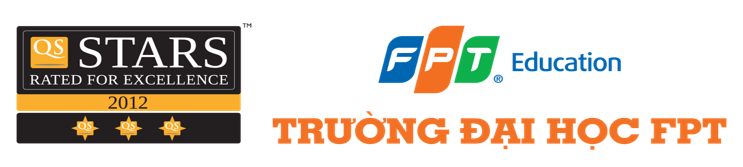 QS STARS
™
RATED FOR EXCELLENCE
2012
QS QS QS
FPT Education
®
TRƯỜNG ĐẠI HỌC FPT